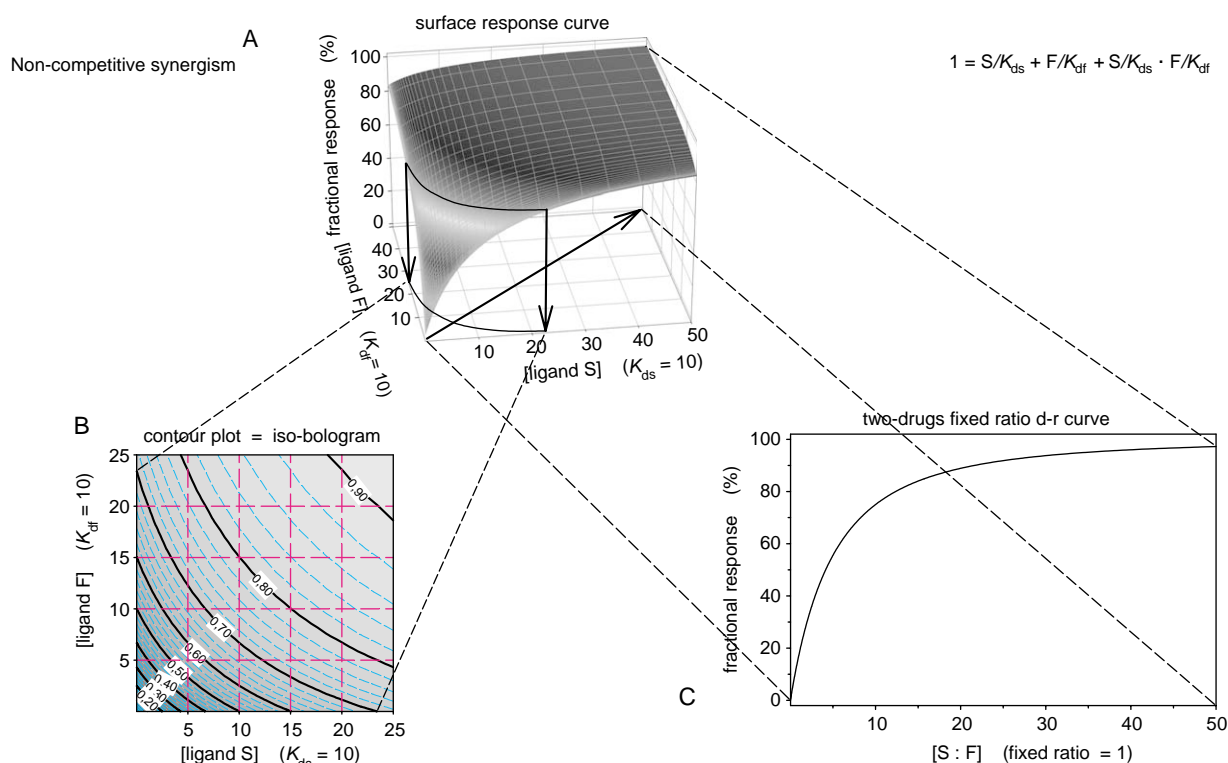 A
surface response curve
Non-competitive synergism
1 = S/Kds + F/Kdf + S/Kds · F/Kdf
fractional response (%)
100
80
60
40
20
0
[ligand F] (Kdf = 10)
40
30
20
10
10
20
30
40
50
[ligand S] (Kds = 10)
B
contour plot = iso-bologram
25
20
15
10
5
[ligand F] (Kdf = 10)
0,90
0,80
0,70
0,60
0,50
0,40
0,30
0,20
5
10
15
20
25
[ligand S] (Kds = 10)
two-drugs fixed ratio d-r curve
fractional response (%)
100
80
60
40
20
0
C
10
20
30
40
50
[S : F] (fixed ratio = 1)